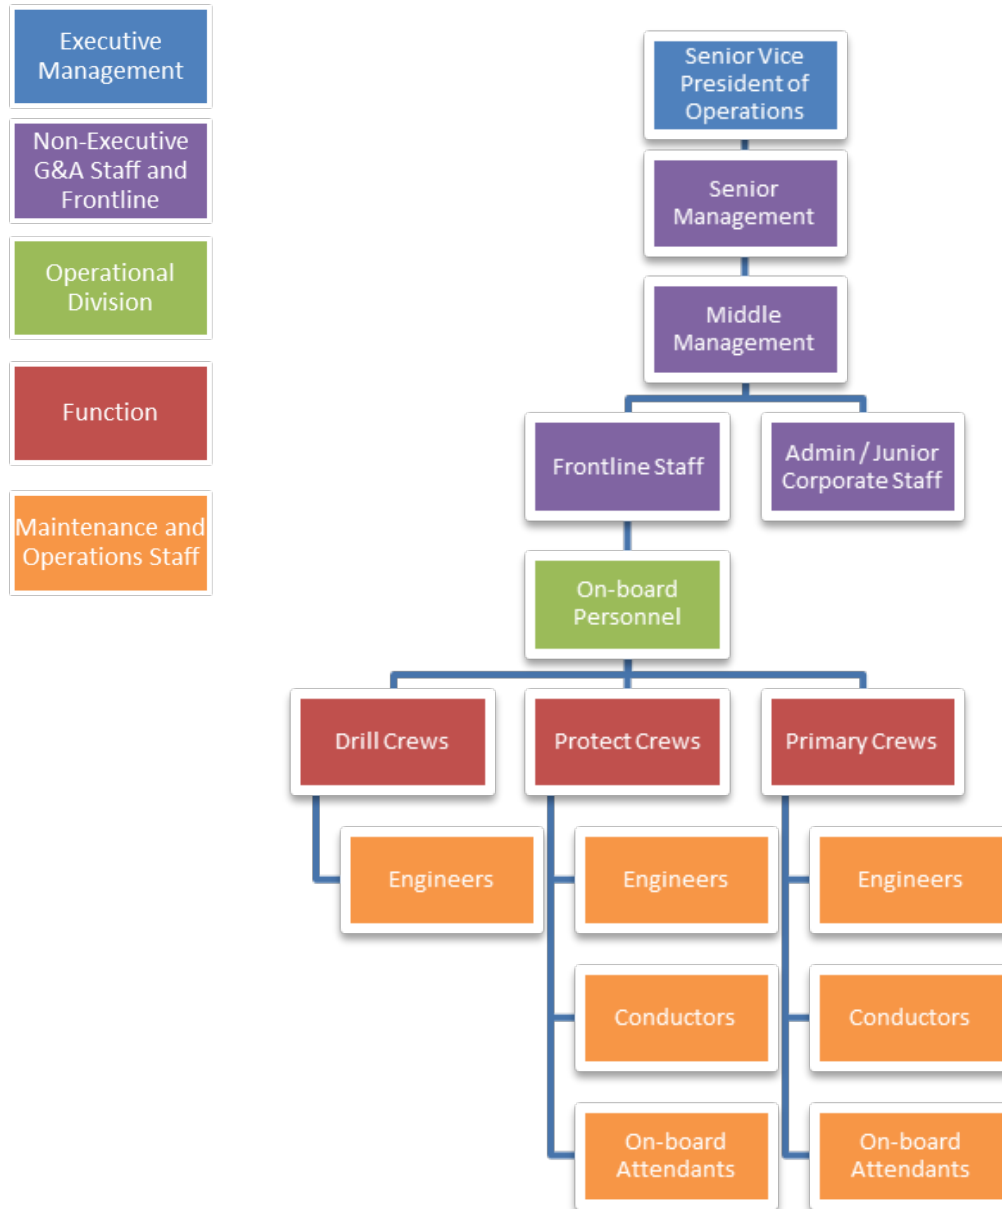 Executive
Management
Non-Executive
G&A Staff and
Frontline
Operational
Division
Function
Maintenance and
Operations Staff
Senior Vice
President of
Operations
Senior
Management
Middle
Management
Frontline Staff
Admin / Junior
Corporate Staff
On-board
Personnel
Drill Crews
Protect Crews
Primary Crews
Engineers
Engineers
Engineers
Conductors
Conductors
On-board
Attendants
On-board
Attendants